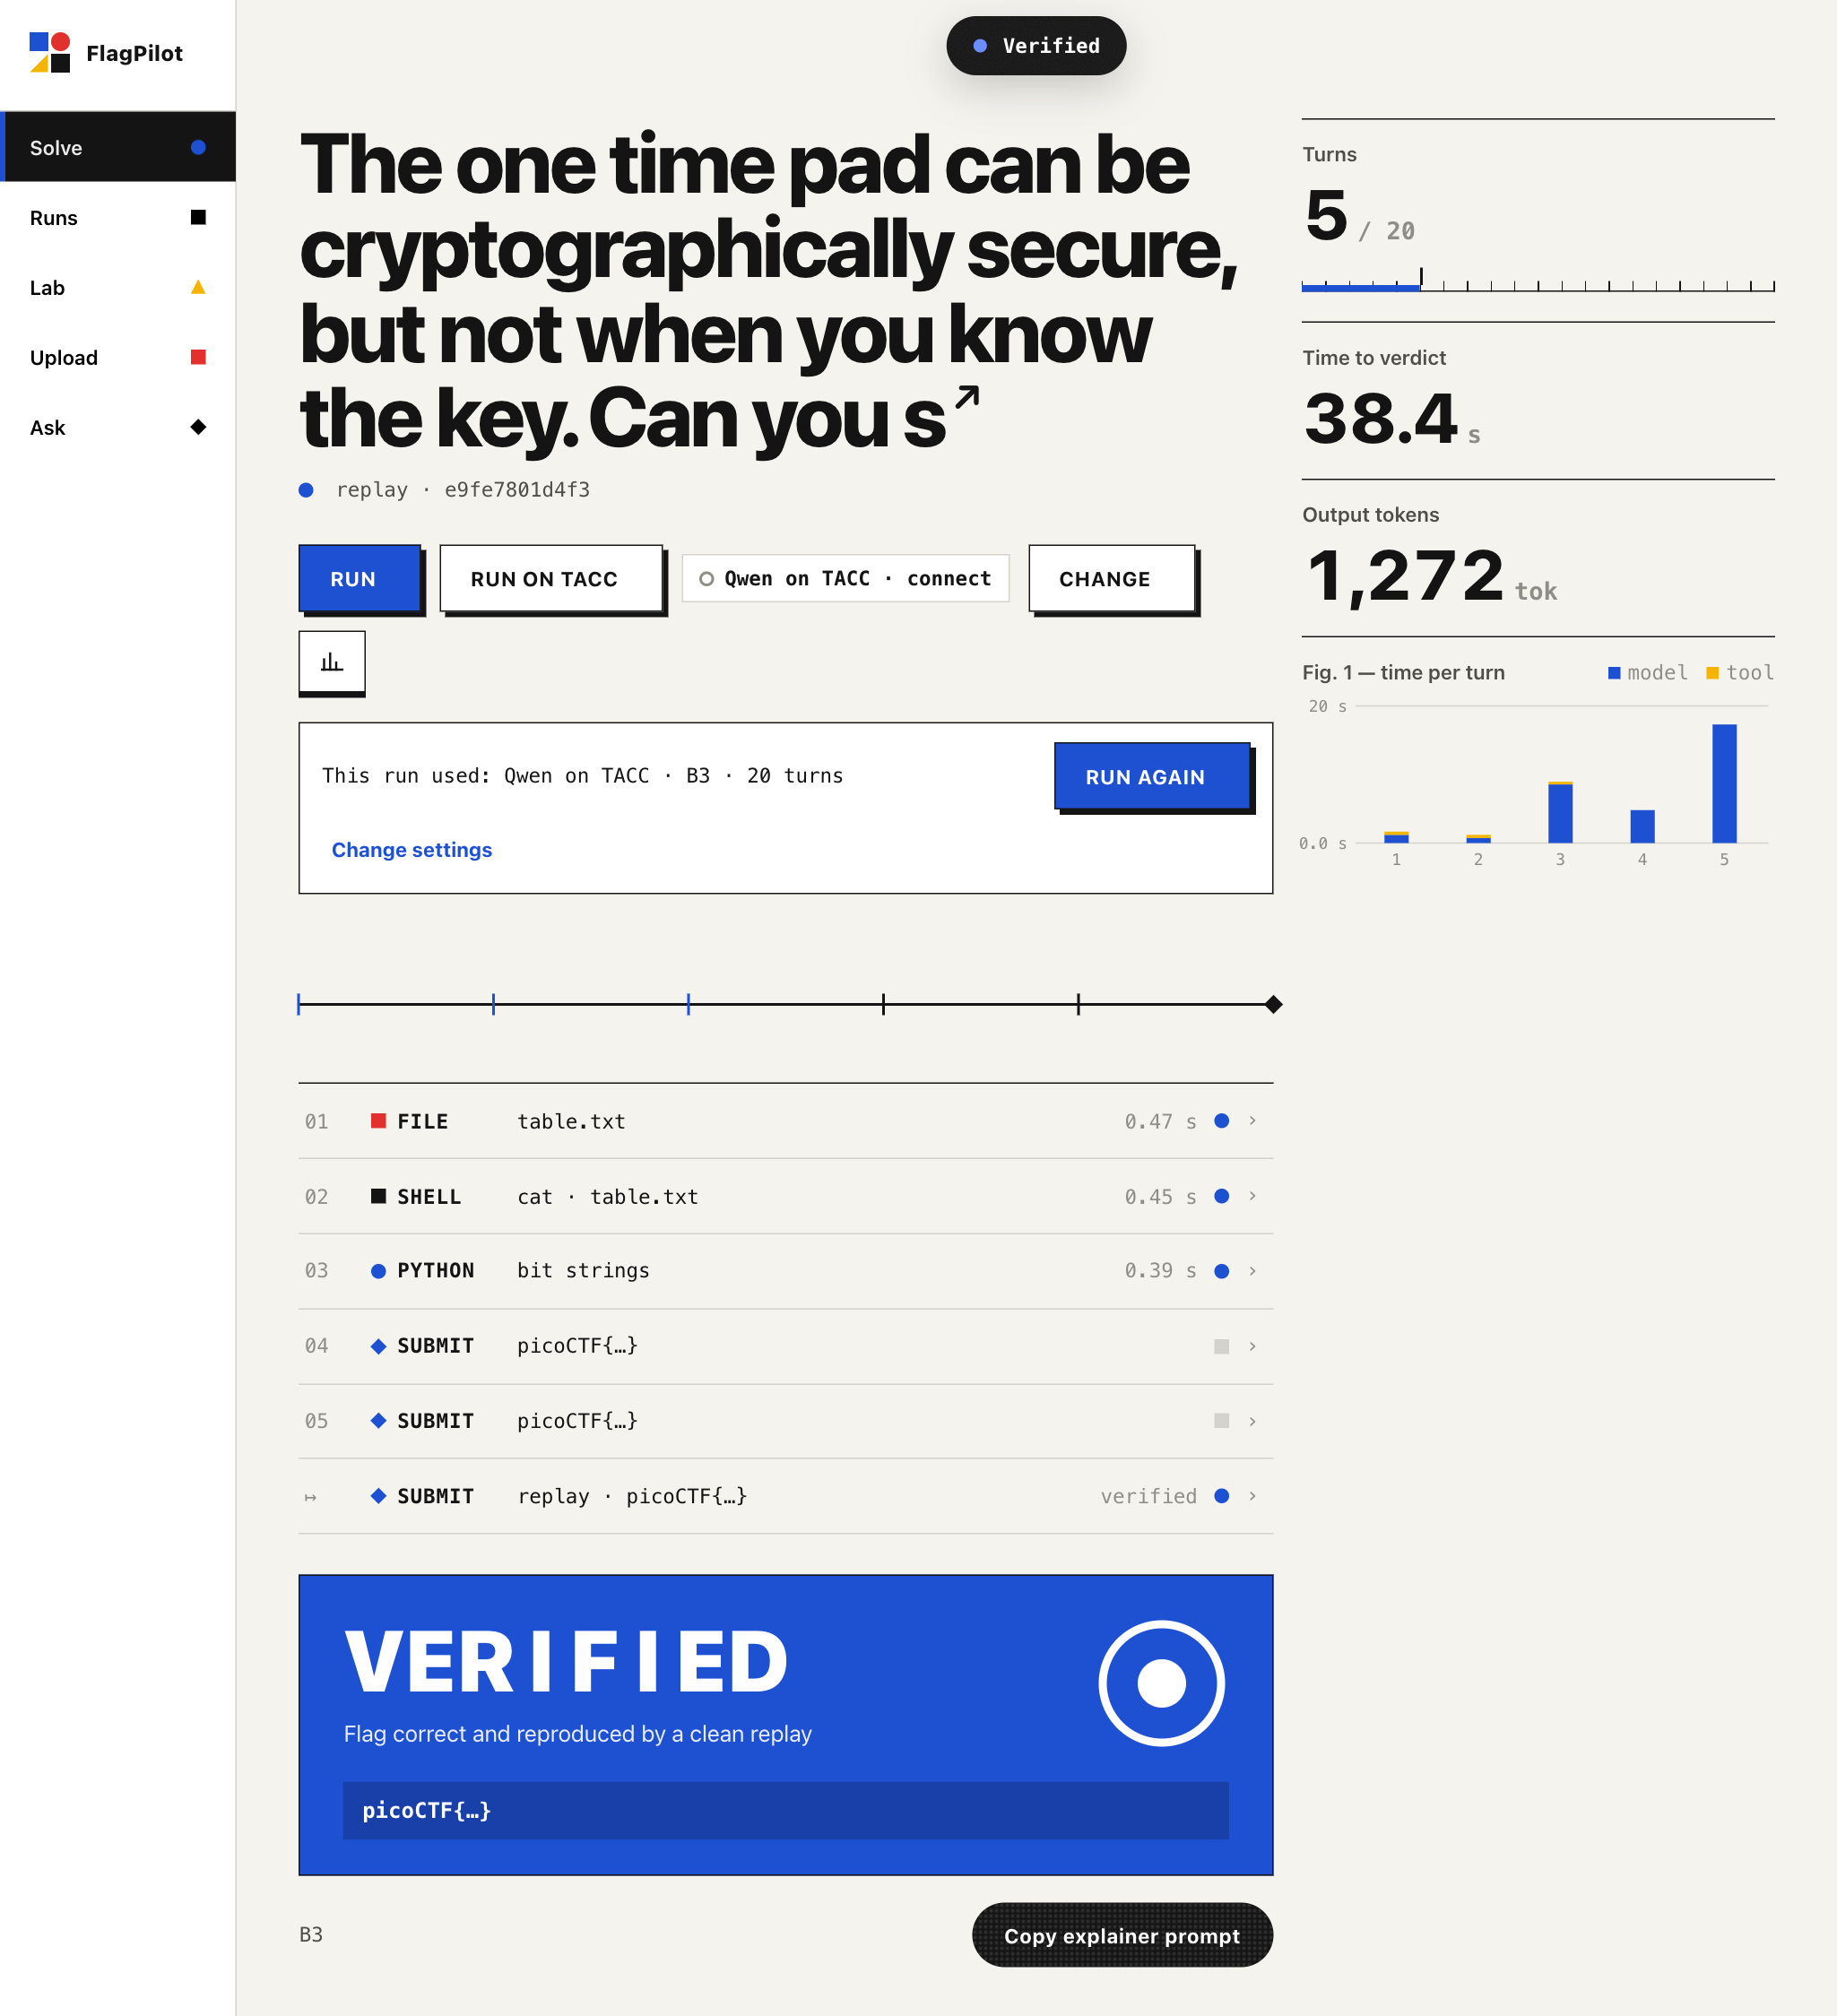 FlagPilot
Solve
Runs
Lab
Upload
Ask
Verified
The one time pad can be
cryptographically secure,
but not when you know
the key. Can you s↗
replay · e9fe7801d4f3
RUN
RUN ON TACC
Qwen on TACC · connect
CHANGE
This run used: Qwen on TACC · B3 · 20 turns
RUN AGAIN
Change settings
01 FILE table.txt 0.47 s ›
02 SHELL cat · table.txt 0.45 s ›
03 PYTHON bit strings 0.39 s ›
04 SUBMIT picoCTF{…} ›
05 SUBMIT picoCTF{…} ›
↦ SUBMIT replay · picoCTF{…} verified ›
VERIFIED
Flag correct and reproduced by a clean replay
picoCTF{…}
B3
Copy explainer prompt
Turns
5 / 20
Time to verdict
38.4 s
Output tokens
1,272 tok
Fig. 1 — time per turn model tool
20 s
0.0 s
1 2 3 4 5